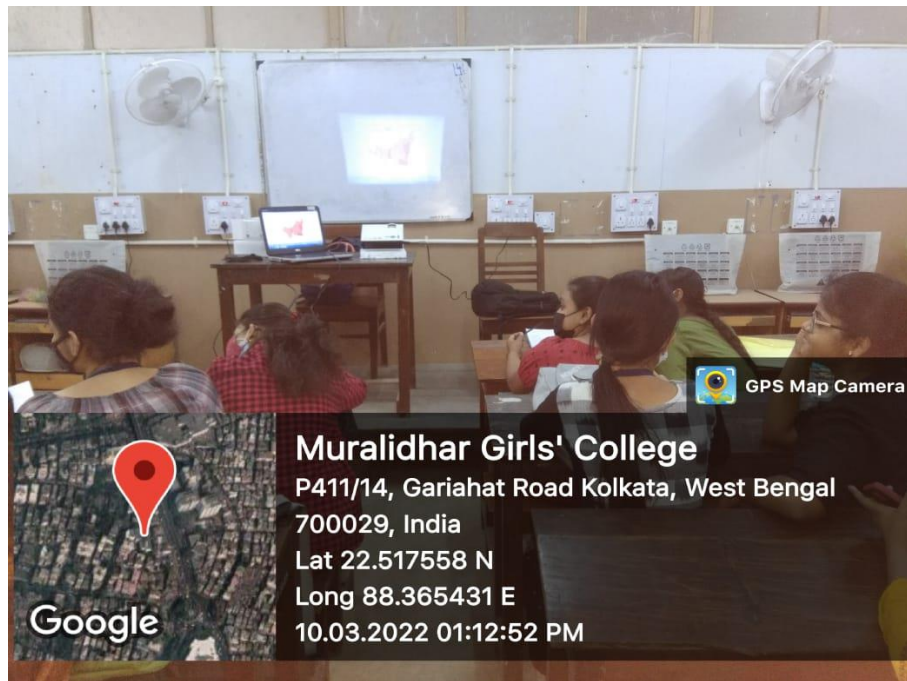 GPS Map Camera
Muralidhar Girls' College
P411/14, Gariahat Road Kolkata, West Bengal
700029, India
Lat 22.517558 N
Long 88.365431 E
10.03.2022 01:12:52 PM
Google